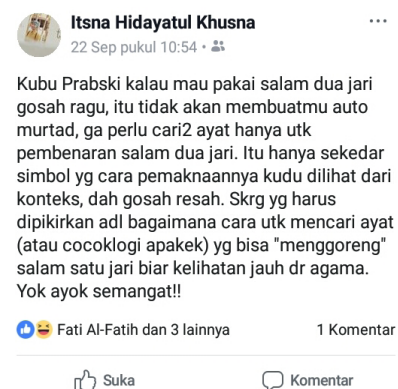 Itsna Hidayatul Khusna
22 Sep pukul 10:54 •
Kubu Prabski kalau mau pakai salam dua jari
gosah ragu, itu tidak akan membuatmu auto
murtad, ga perlu cari2 ayat hanya utk
pembenaran salam dua jari. Itu hanya sekedar
simbol yg cara pemaknaannya kudu dilihat dari
konteks, dah gosah resah. Skrg yg harus
dipikirkan adl bagaimana cara utk mencari ayat
(atau cocoklogi apakek) yg bisa "menggoreng"
salam satu jari biar kelihatan jauh dr agama.
Yok ayok semangat!!
Fati Al-Fatih dan 3 lainnya 1 Komentar
Suka Komentar